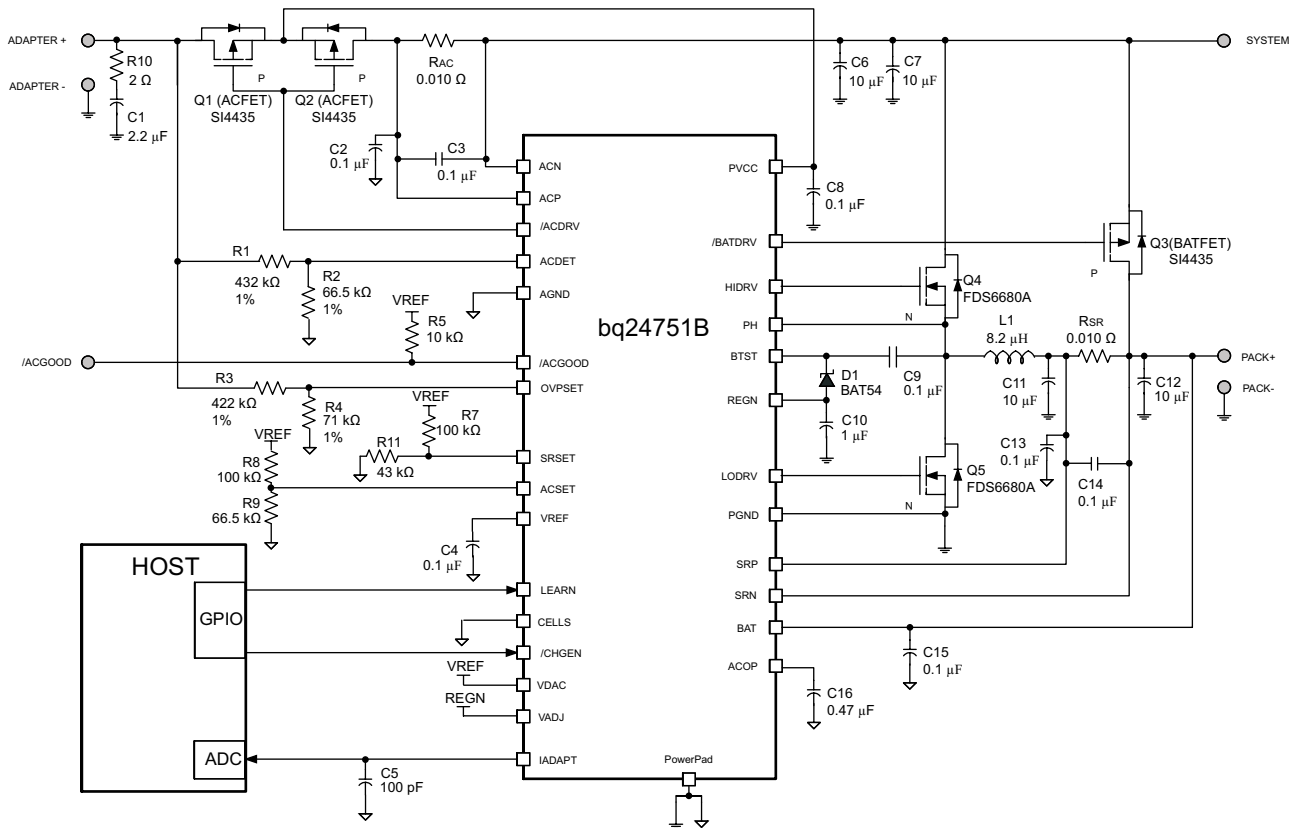 ADAPTER +
R10
2 Ω
P
P
RAC
0.010 Ω
C6
10 µF
C7
10 µF
SYSTEM
ADAPTER -
C1
2.2 µF
Q1 (ACFET)
SI4435
Q2 (ACFET)
SI4435
C2
0.1 µF
C3
0.1 µF
ACN
ACP
/ACDRV
ACDET
AGND
/ACGOOD
OVPSET
SRSET
ACSET
VREF
LEARN
CELLS
/CHGEN
VDAC
VADJ
IADAPT
bq24751B
PVCC
/BATDRV
HIDRV
PH
BTST
REGN
LODRV
PGND
SRP
SRN
BAT
ACOP
PowerPad
C8
0.1 µF
Q3(BATFET)
SI4435
P
R1
432 kΩ
1%
R2
66.5 kΩ
1%
VREF
R5
10 kΩ
/ACGOOD
R3
422 kΩ
1%
R4
71 kΩ
1%
VREF
R7
100 kΩ
R11
43 kΩ
VREF
R8
100 kΩ
R9
66.5 kΩ
C4
0.1 µF
Q4
FDS6680A
N
L1
8.2 µH
RSR
0.010 Ω
D1
BAT54
C9
0.1 µF
C10
1 µF
C11
10 µF
C12
10 µF
PACK+
PACK-
C13
0.1 µF
C14
0.1 µF
Q5
FDS6680A
N
HOST
GPIO
ADC
VREF
REGN
C5
100 pF
C15
0.1 µF
C16
0.47 µF